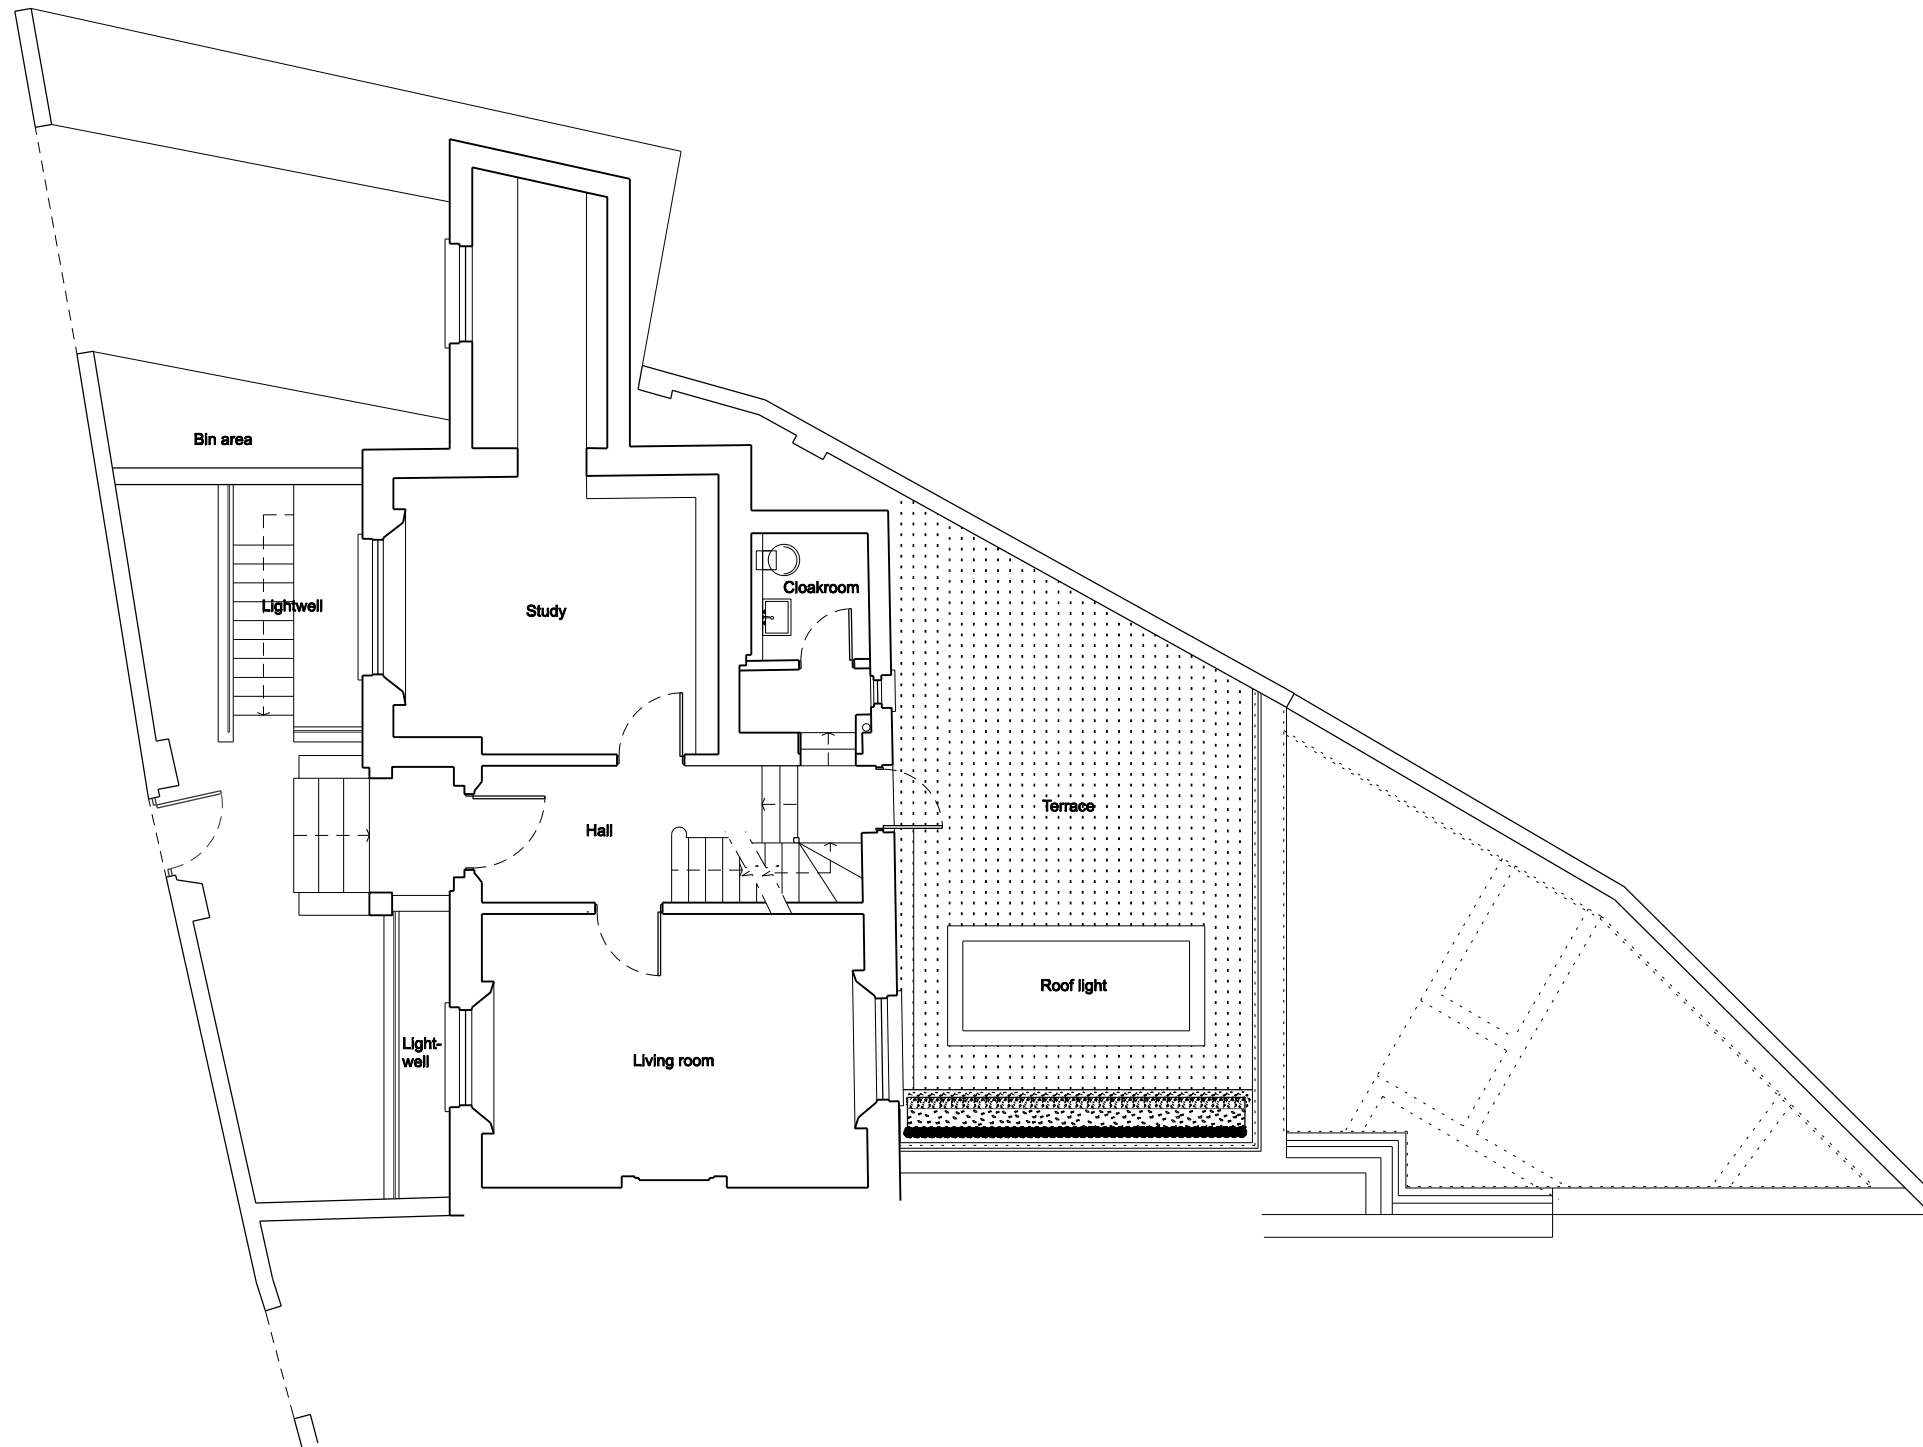 Bin area
Lightwell
Study
Cloakroom
Hall
Terrace
Roof light
Light-
well
Living room